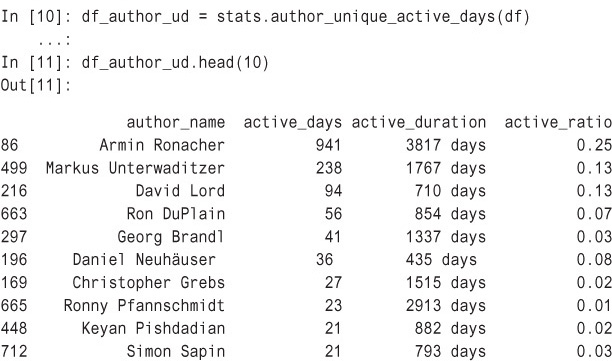 In [10]: df_author_ud = stats.author_unique_active_days(df)
...:
In [11]: df_author_ud.head(10)
Out[11]:
author_name active_days active_duration active_ratio
86 Armin Ronacher 941 3817 days 0.25
499 Markus Unterwaditzer 238 1767 days 0.13
216 David Lord 94 710 days 0.13
663 Ron DuPlain 56 854 days 0.07
297 Georg Brandl 41 1337 days 0.03
196 Daniel Neuhäuser 36 435 days 0.08
169 Christopher Grebs 27 1515 days 0.02
665 Ronny Pfannschmidt 23 2913 days 0.01
448 Keyan Pishdadian 21 882 days 0.02
712 Simon Sapin 21 793 days 0.03